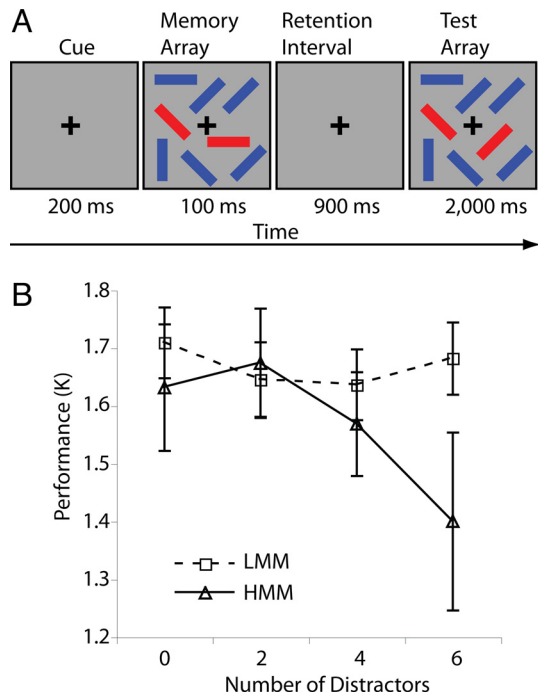 A
Cue
Memory
Array
Retention
Interval
Test
Array
200 ms
100 ms
900 ms
2,000 ms
Time
B
Performance (K)
1.8
1.7
1.6
1.5
1.4
1.3
1.2
LMM
HMM
0 2 4 6
Number of Distractors